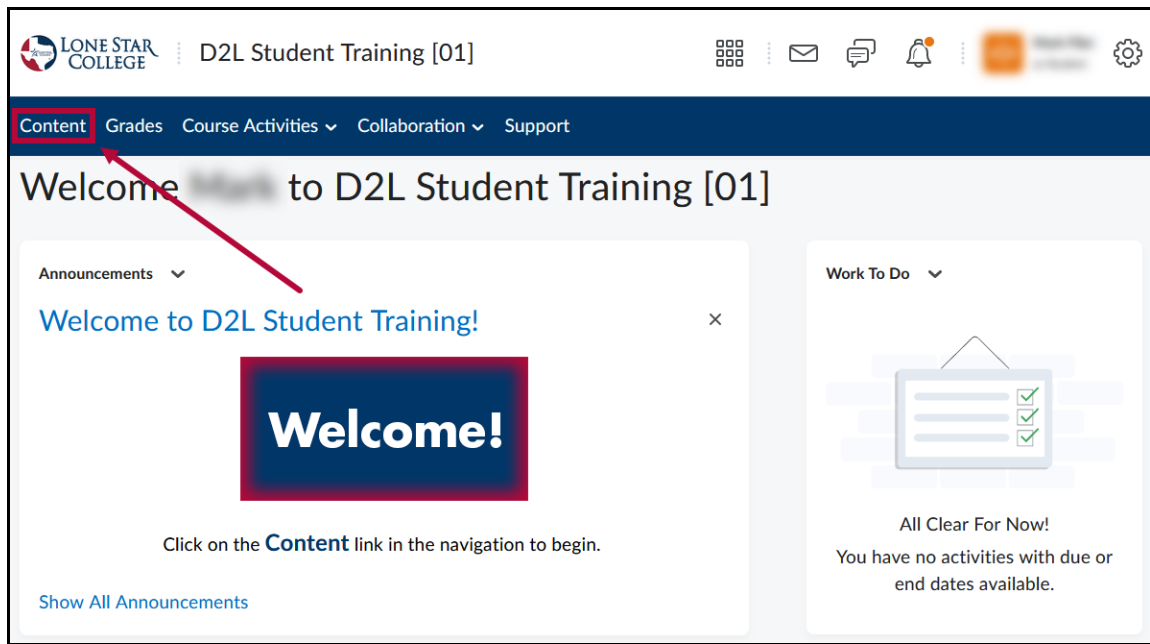 LONE STAR
COLLEGE
D2L Student Training [01]
Content Grades Course Activities Collaboration Support
Welcome to D2L Student Training [01]
Announcements
Welcome to D2L Student Training!
Welcome!
Click on the Content link in the navigation to begin.
Show All Announcements
Work To Do
All Clear For Now!
You have no activities with due or
end dates available.